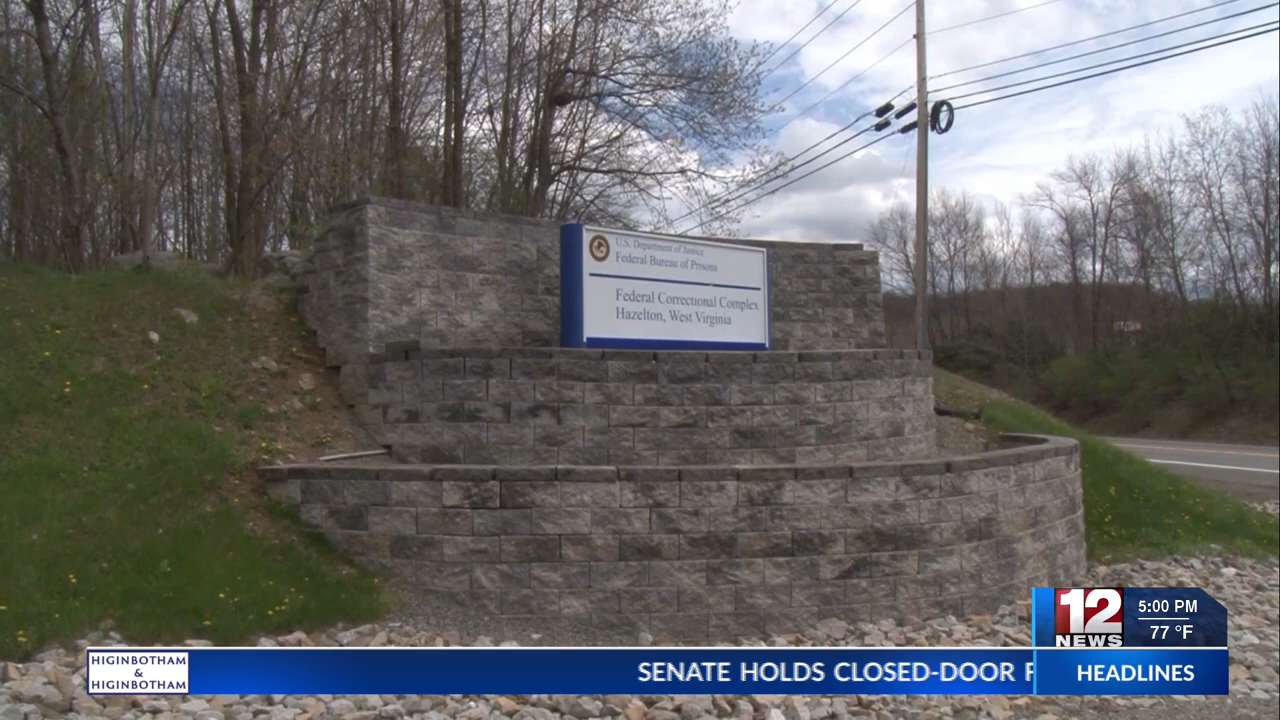 U.S. Department of Justice
Federal Bureau of Prisons
Federal Correctional Complex
Hazelton, West Virginia
12
NEWS
5:00 PM
77 °F
HIGINBOTHAM
&
HIGINBOTHAM
SENATE HOLDS CLOSED-DOOR
HEADLINES